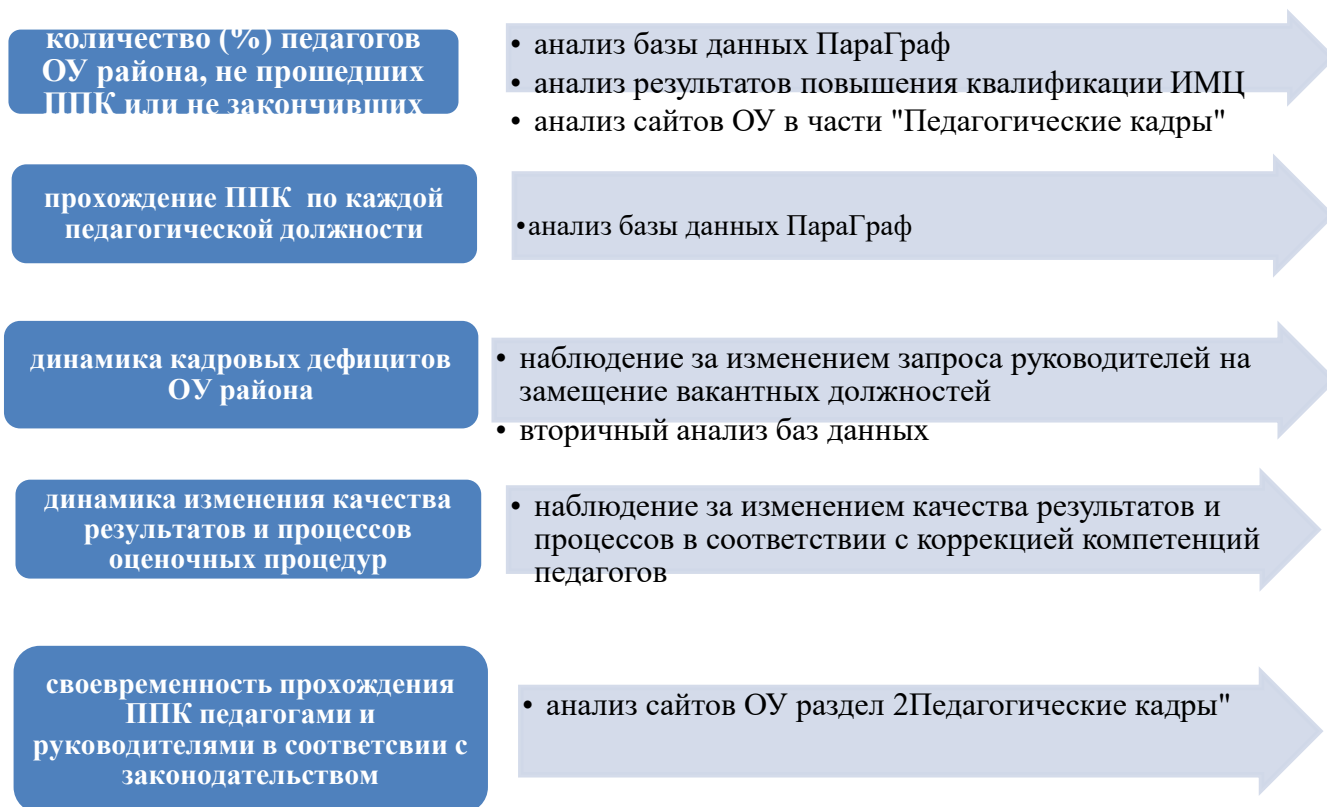 количество (%) педагогов
ОУ района, не прошедших
ППК или не закончивших
• анализ базы данных ПараГраф
• анализ результатов повышения квалификации ИМЦ
• анализ сайтов ОУ в части "Педагогические кадры"
прохождение ППК по каждой
педагогической должности
•анализ базы данных ПараГраф
динамика кадровых дефицитов
ОУ района
• наблюдение за изменением запроса руководителей на
замещение вакантных должностей
• вторичный анализ баз данных
динамика изменения качества
результатов и процессов
оценочных процедур
• наблюдение за изменением качества результатов и
процессов в соответствии с коррекцией компетенций
педагогов
своевременность прохождения
ППК педагогами и
руководителями в соответсвии с
законодательством
• анализ сайтов ОУ раздел 2Педагогические кадры"